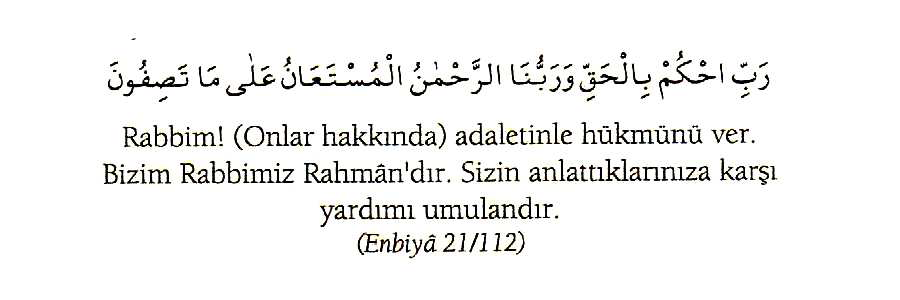 رَبِّ احْكُمْ بِالْحَقِّ وَرَبُّنَا الرَّحْمٰنُ الْمُسْتَعَانُ عَلٰى مَا تَصِفُونَ
Rabbim! (Onlar hakkında) adaletinle hükmünü ver.
Bizim Rabbimiz Rahmân'dır. Sizin anlattıklarınıza karşı
yardımı umulandır.
(Enbiyâ 21/112)